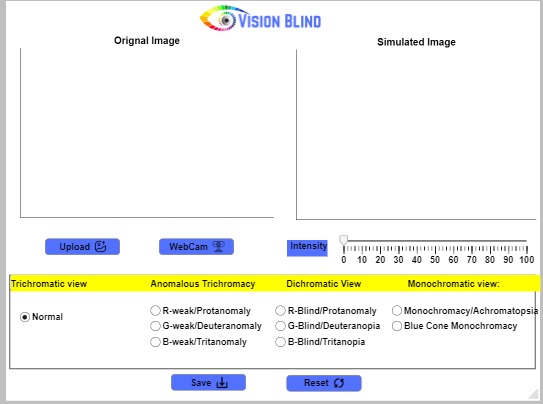 VISION BLIND
Orignal Image
Simulated Image
Upload
WebCam
Intensity
0 10 20 30 40 50 60 70 80 90 100
Trichromatic view
Anomalous Trichromacy
Dichromatic View
Monochromatic view:
Normal
R-weak/Protanomaly
G-weak/Deuteranomaly
B-weak/Tritanomaly
R-Blind/Protanomaly
G-Blind/Deuteranopia
B-Blind/Tritanopia
Monochromacy/Achromatopsia
Blue Cone Monochromacy
Save
Reset